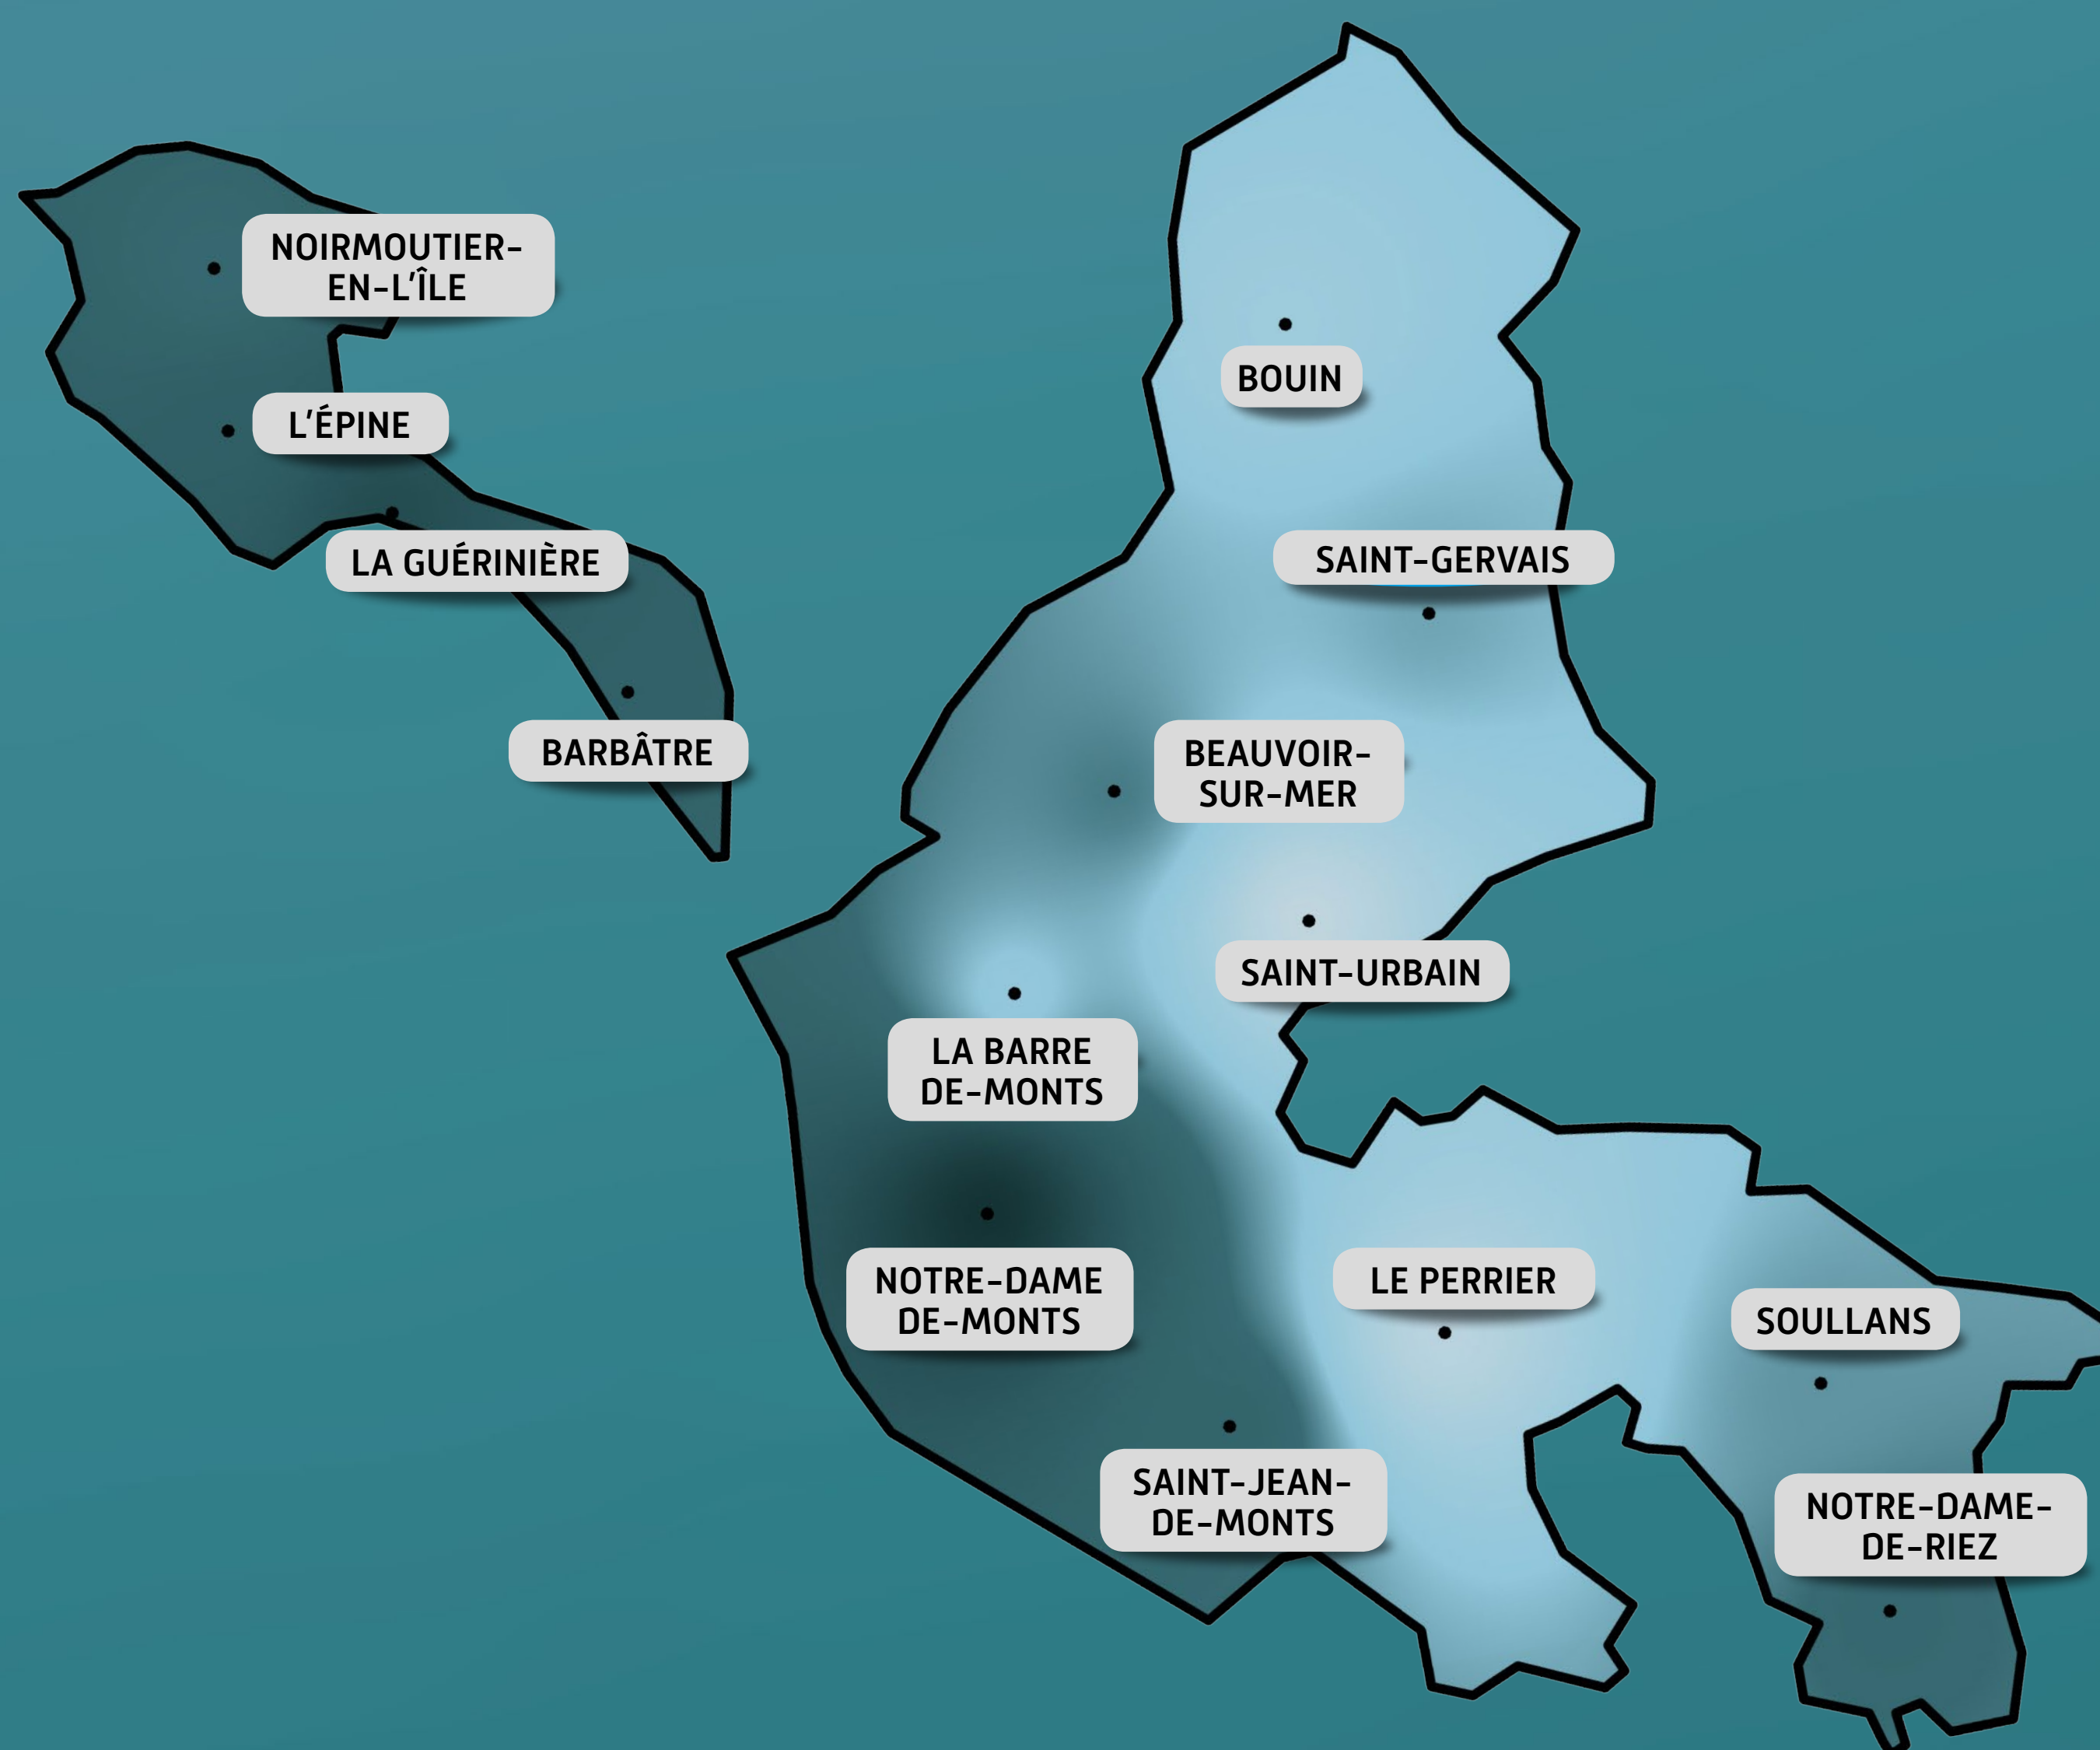 NOIRMOUTIER-
EN-L'ÎLE
L'ÉPINE
LA GUÉRINIÈRE
BARBÂTRE
BOUIN
SAINT-GERVAIS
BEAUVOIR-
SUR-MER
SAINT-URBAIN
LA BARRE
DE-MONTS
NOTRE-DAME
DE-MONTS
LE PERRIER
SOULLANS
SAINT-JEAN-
DE-MONTS
NOTRE-DAME-
DE-RIEZ